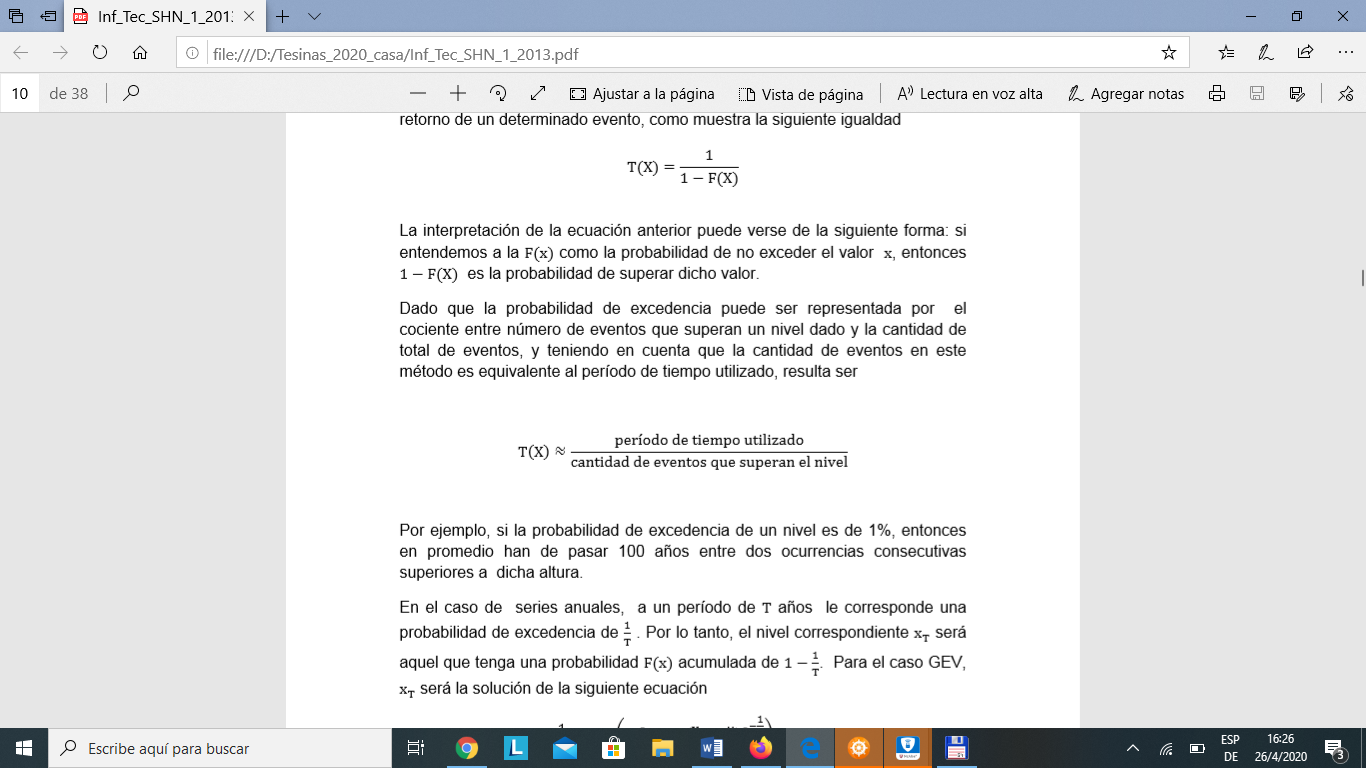 Inf_Tec_SHN_1_2013
file:///D:/Tesinas_2020_casa/Inf_Tec_SHN_1_2013.pdf
10 de 38
Ajustar a la página
Vista de página
Lectura en voz alta
Agregar notas
retorno de un determinado evento, como muestra la siguiente igualdad
T(X) = 1 / (1 − F(X))
La interpretación de la ecuación anterior puede verse de la siguiente forma: si
entendemos a la F(x) como la probabilidad de no exceder el valor x, entonces
1 − F(X) es la probabilidad de superar dicho valor.
Dado que la probabilidad de excedencia puede ser representada por el
cociente entre número de eventos que superan un nivel dado y la cantidad de
total de eventos, y teniendo en cuenta que la cantidad de eventos en este
método es equivalente al período de tiempo utilizado, resulta ser
T(X) ≈ período de tiempo utilizado / cantidad de eventos que superan el nivel
Por ejemplo, si la probabilidad de excedencia de un nivel es de 1%, entonces
en promedio han de pasar 100 años entre dos ocurrencias consecutivas
superiores a dicha altura.
En el caso de series anuales, a un período de T años le corresponde una
probabilidad de excedencia de 1/T . Por lo tanto, el nivel correspondiente x_T será
aquel que tenga una probabilidad F(x) acumulada de 1 − 1/T. Para el caso GEV,
x_T será la solución de la siguiente ecuación
Escribe aquí para buscar
ESP
DE
16:26
26/4/2020
3